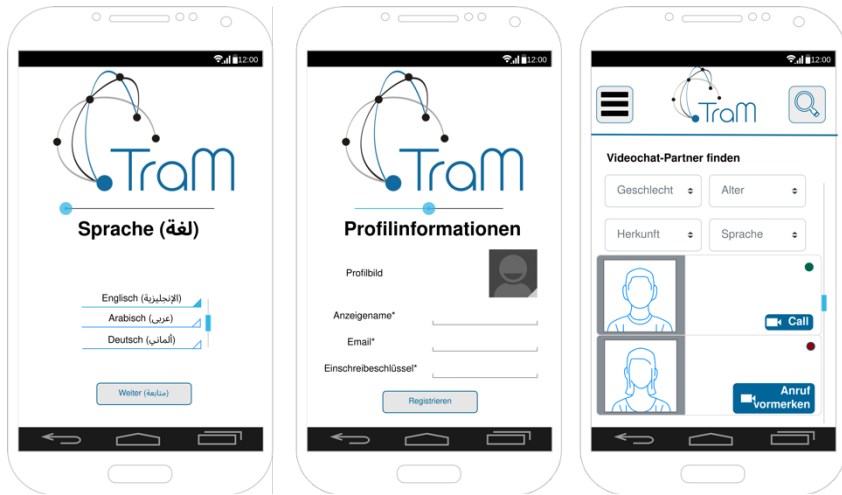 12:00
TraM
Sprache (لغة)
Englisch (الإنجليزية)
Arabisch (عربى)
Deutsch (ألماني)
Weiter (متابعة)
12:00
TraM
Profilinformationen
Profilbild
Anzeigename*
Email*
Einschreibeschlüssel*
Registrieren
12:00
TraM
Videochat-Partner finden
Geschlecht
Alter
Herkunft
Sprache
Call
Anruf
vormerken